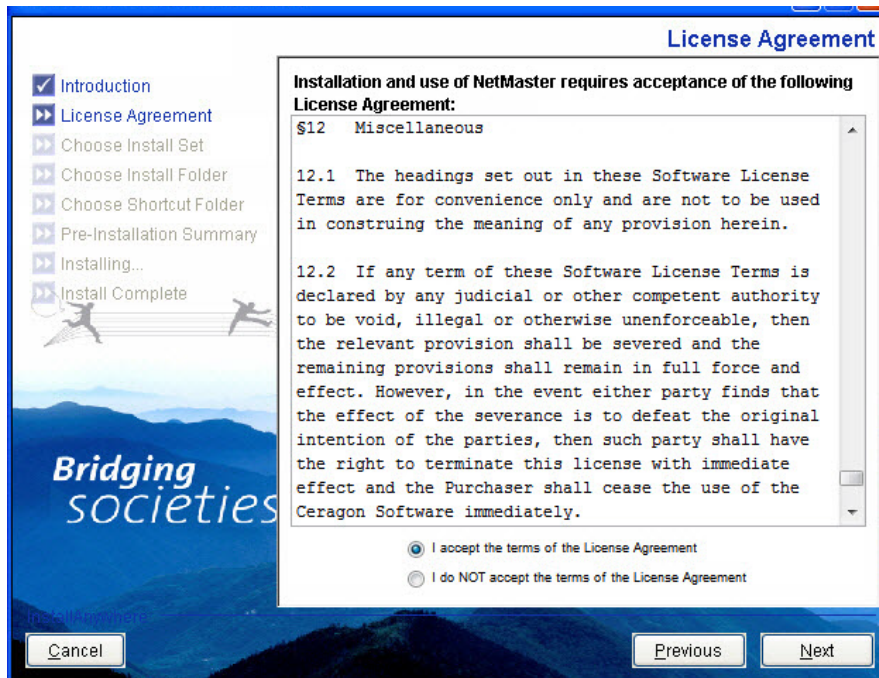 License Agreement
Introduction
License Agreement
Choose Install Set
Choose Install Folder
Choose Shortcut Folder
Pre-Installation Summary
Installing...
Install Complete
Bridging
societies
Installation and use of NetMaster requires acceptance of the following
License Agreement:
§12 Miscellaneous
12.1 The headings set out in these Software License
Terms are for convenience only and are not to be used
in construing the meaning of any provision herein.
12.2 If any term of these Software License Terms is
declared by any judicial or other competent authority
to be void, illegal or otherwise unenforceable, then
the relevant provision shall be severed and the
remaining provisions shall remain in full force and
effect. However, in the event either party finds that
the effect of the severance is to defeat the original
intention of the parties, then such party shall have
the right to terminate this license with immediate
effect and the Purchaser shall cease the use of the
Ceragon Software immediately.
I accept the terms of the License Agreement
I do NOT accept the terms of the License Agreement
InstallAnywhere
Cancel
Previous
Next